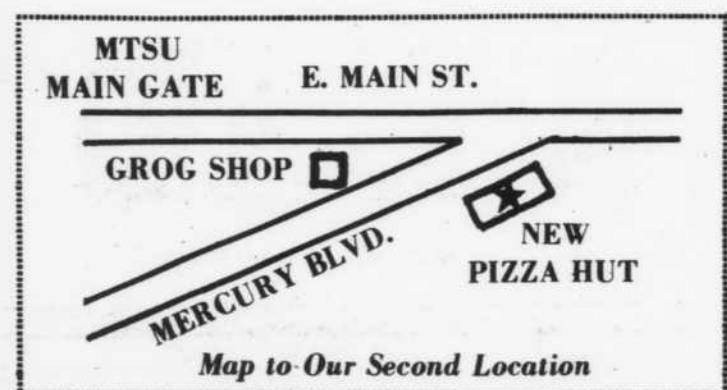 MTSU
MAIN GATE
E. MAIN ST.
GROG SHOP
MERCURY BLVD.
NEW
PIZZA HUT
Map to Our Second Location